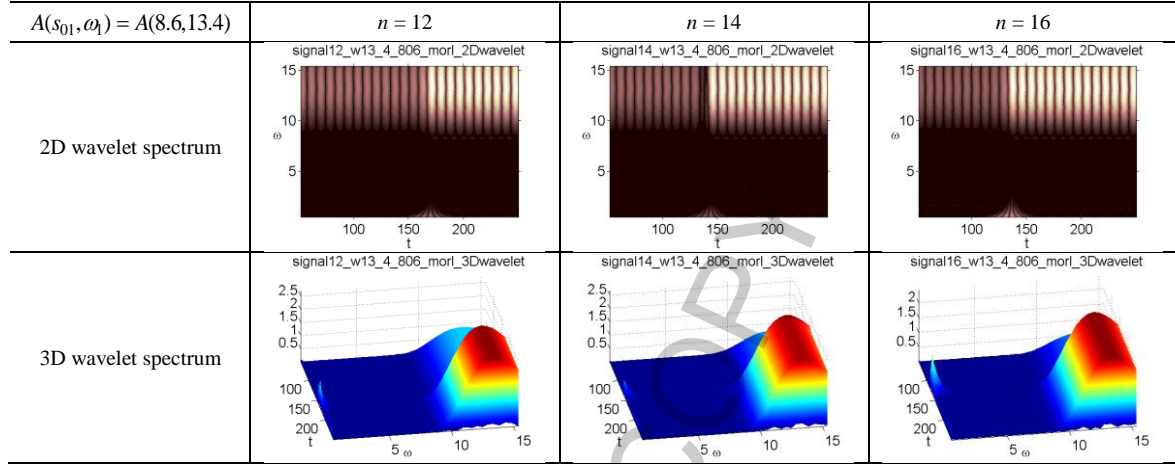 A(s₀₁,ω₁) = A(8.6,13.4) n = 12 n = 14 n = 16
2D wavelet spectrum
signal12_w13_4_806_morl_2Dwavelet
15
10
ω
5
100 150 200
t
signal14_w13_4_806_morl_2Dwavelet
15
10
ω
5
100 150 200
t
signal16_w13_4_806_morl_2Dwavelet
15
10
ω
5
100 150 200
t
3D wavelet spectrum
signal12_w13_4_806_morl_3Dwavelet
2.5
2
1.5
1
0.5
100
150
200
t
5 ω 10 15
signal14_w13_4_806_morl_3Dwavelet
2.5
2
1.5
1
0.5
100
150
200
t
5 ω 10 15
signal16_w13_4_806_morl_3Dwavelet
2
1.5
1
0.5
100
150
200
t
5 ω 10 15
COPY